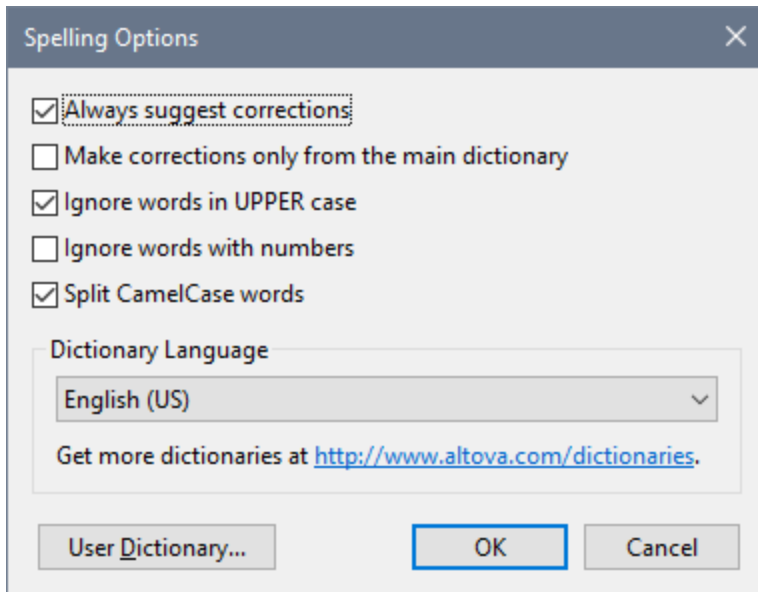 Spelling Options
Always suggest corrections
Make corrections only from the main dictionary
Ignore words in UPPER case
Ignore words with numbers
Split CamelCase words
Dictionary Language
English (US)
Get more dictionaries at http://www.altova.com/dictionaries.
User Dictionary... OK Cancel